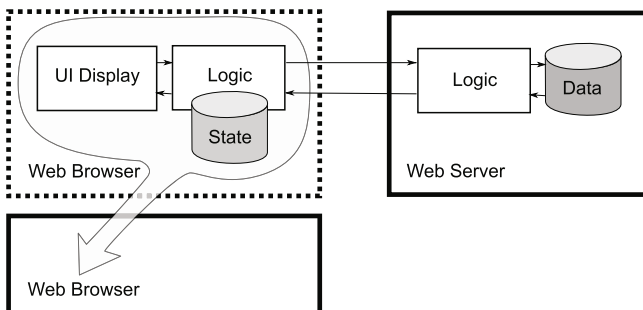 UI Display
Logic
State
Web Browser
Logic
Data
Web Server
Web Browser